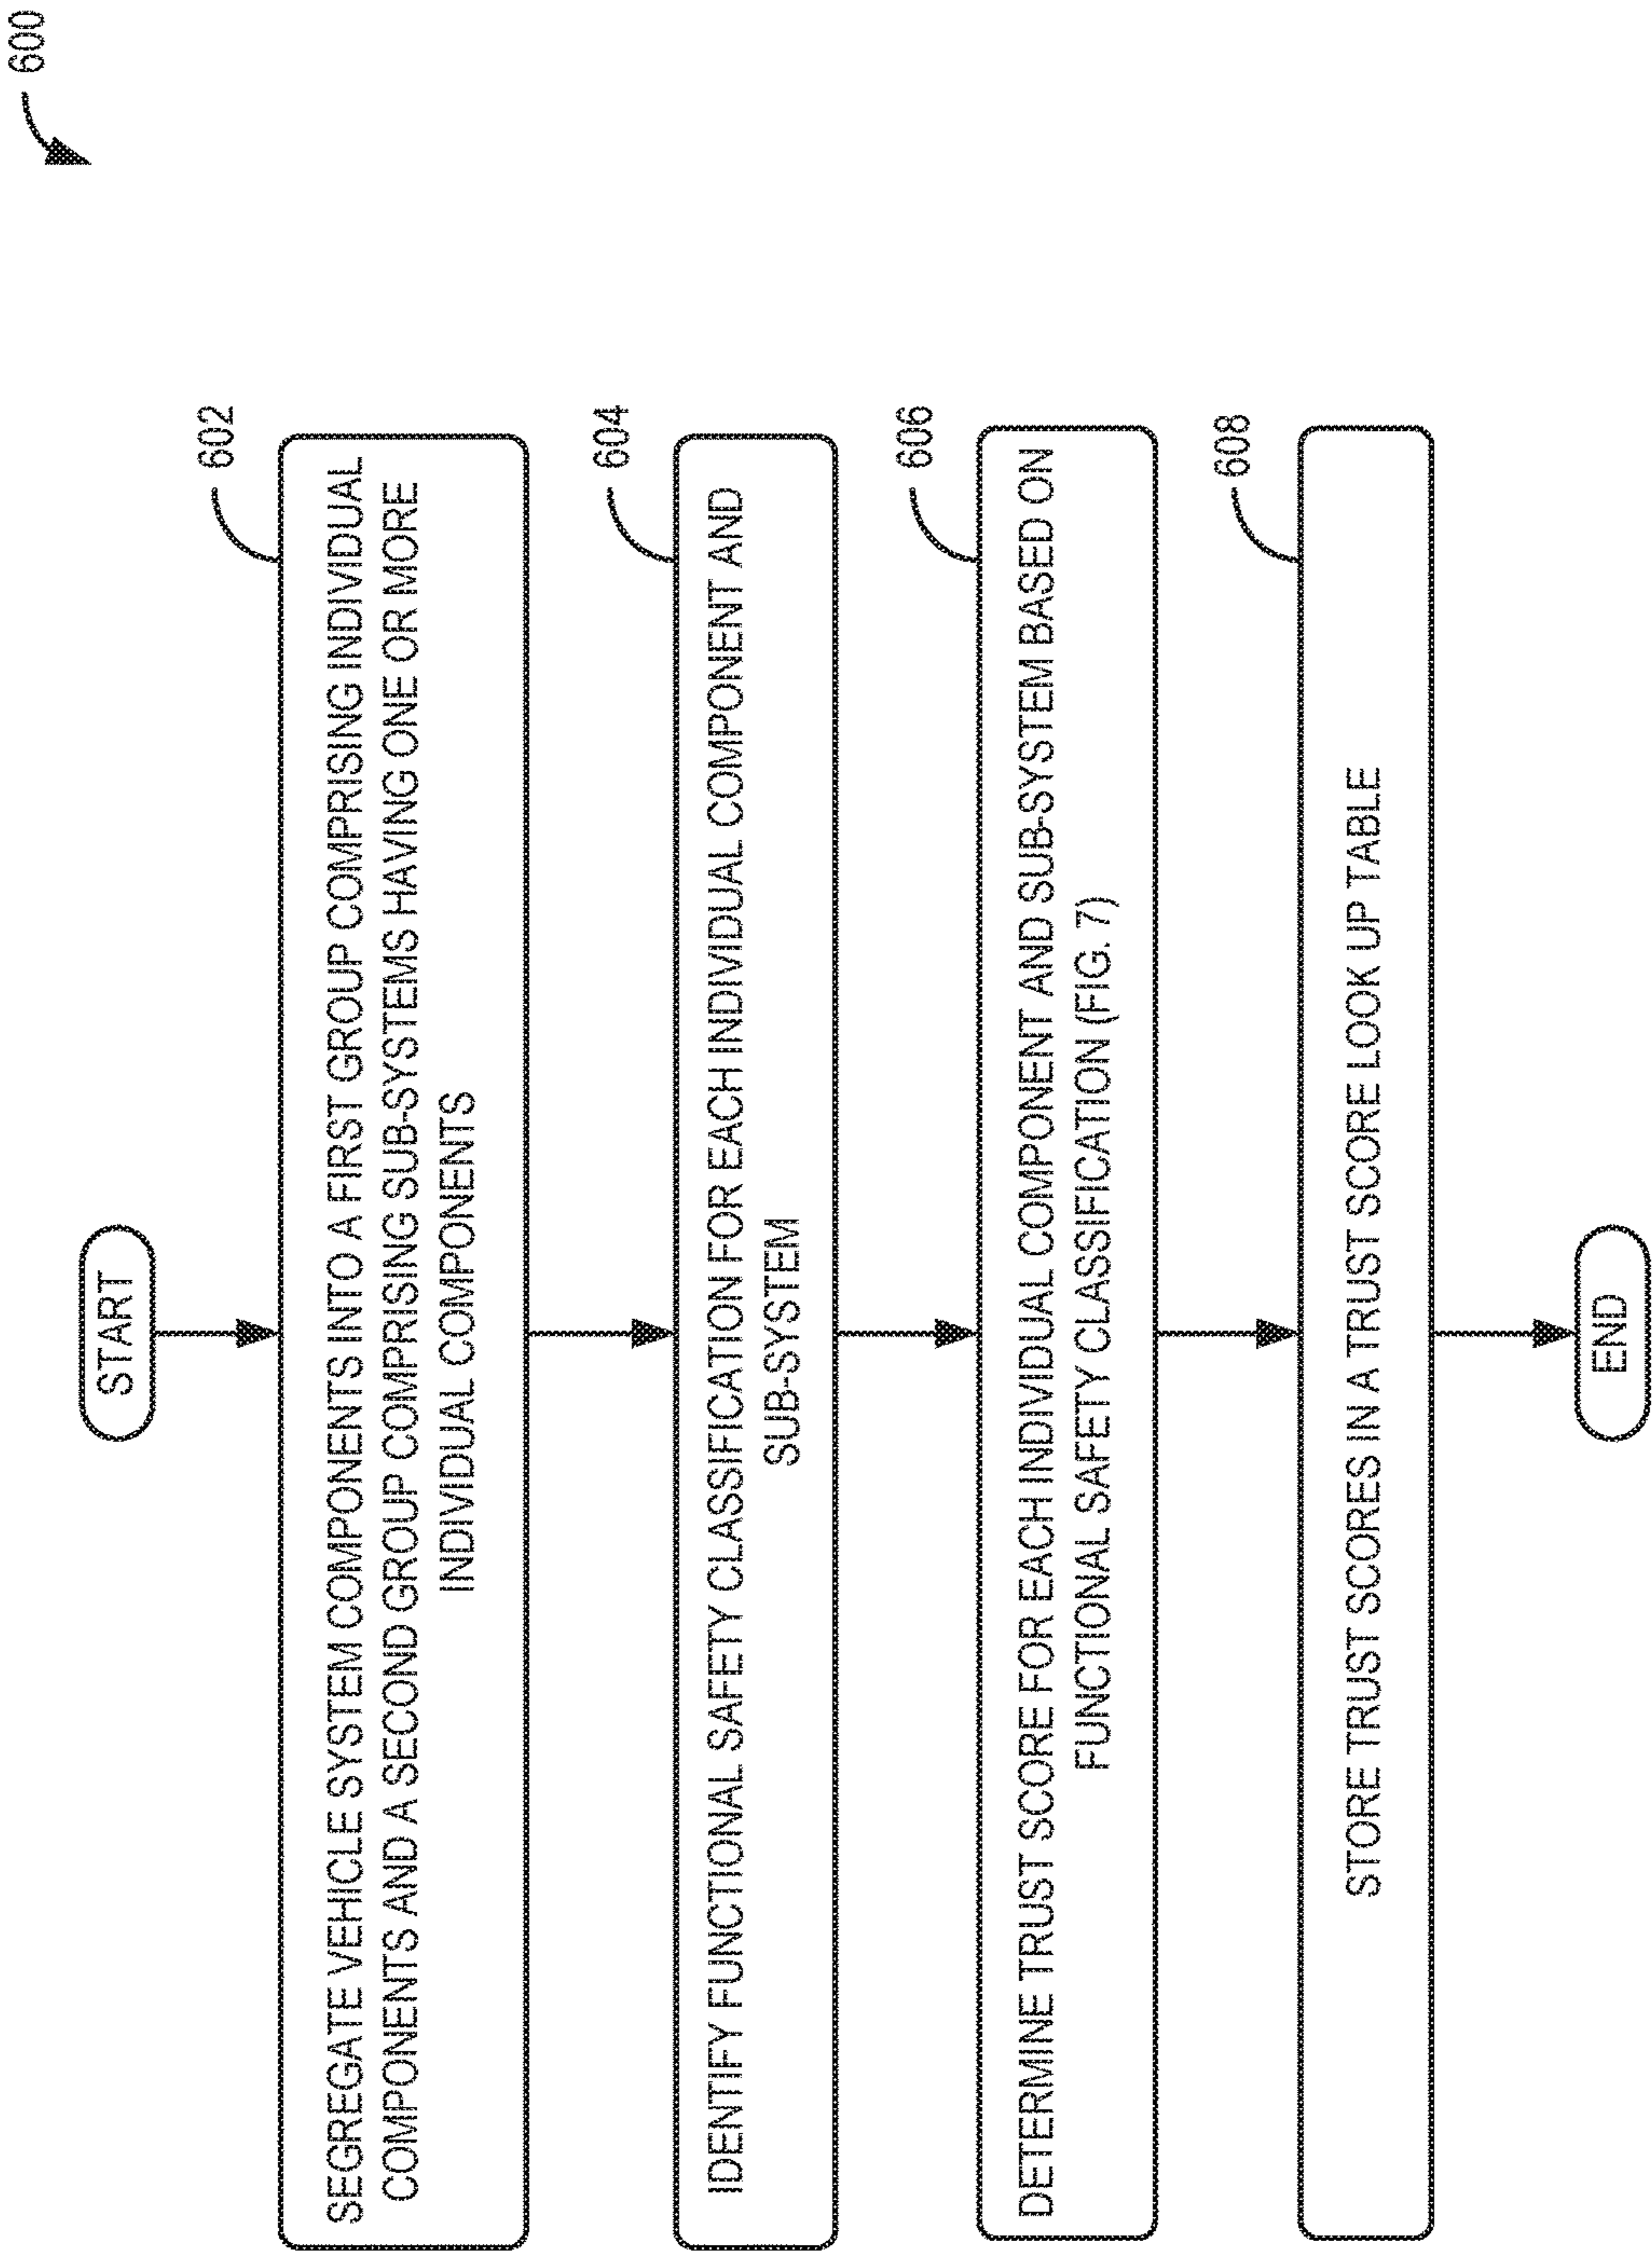 600
START
602
SEGREGATE VEHICLE SYSTEM COMPONENTS INTO A FIRST GROUP COMPRISING INDIVIDUAL
COMPONENTS AND A SECOND GROUP COMPRISING SUB-SYSTEMS HAVING ONE OR MORE
INDIVIDUAL COMPONENTS
604
IDENTIFY FUNCTIONAL SAFETY CLASSIFICATION FOR EACH INDIVIDUAL COMPONENT AND
SUB-SYSTEM
606
DETERMINE TRUST SCORE FOR EACH INDIVIDUAL COMPONENT AND SUB-SYSTEM BASED ON
FUNCTIONAL SAFETY CLASSIFICATION (FIG. 7)
608
STORE TRUST SCORES IN A TRUST SCORE LOOK UP TABLE
END